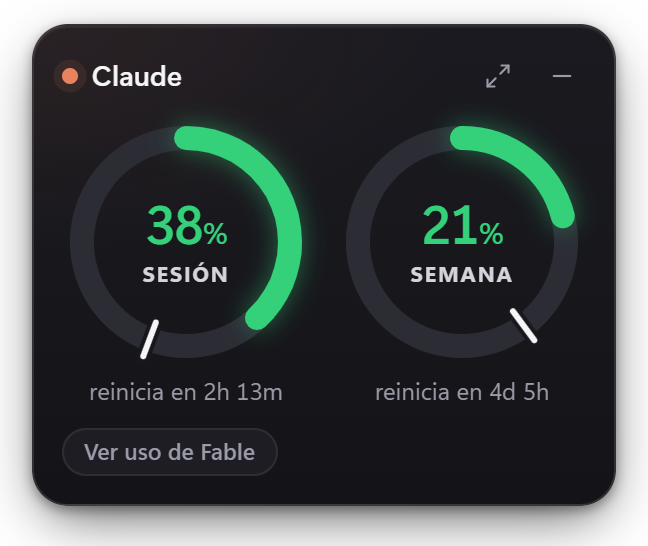 Claude
38%
SESIÓN
21%
SEMANA
reinicia en 2h 13m
reinicia en 4d 5h
Ver uso de Fable